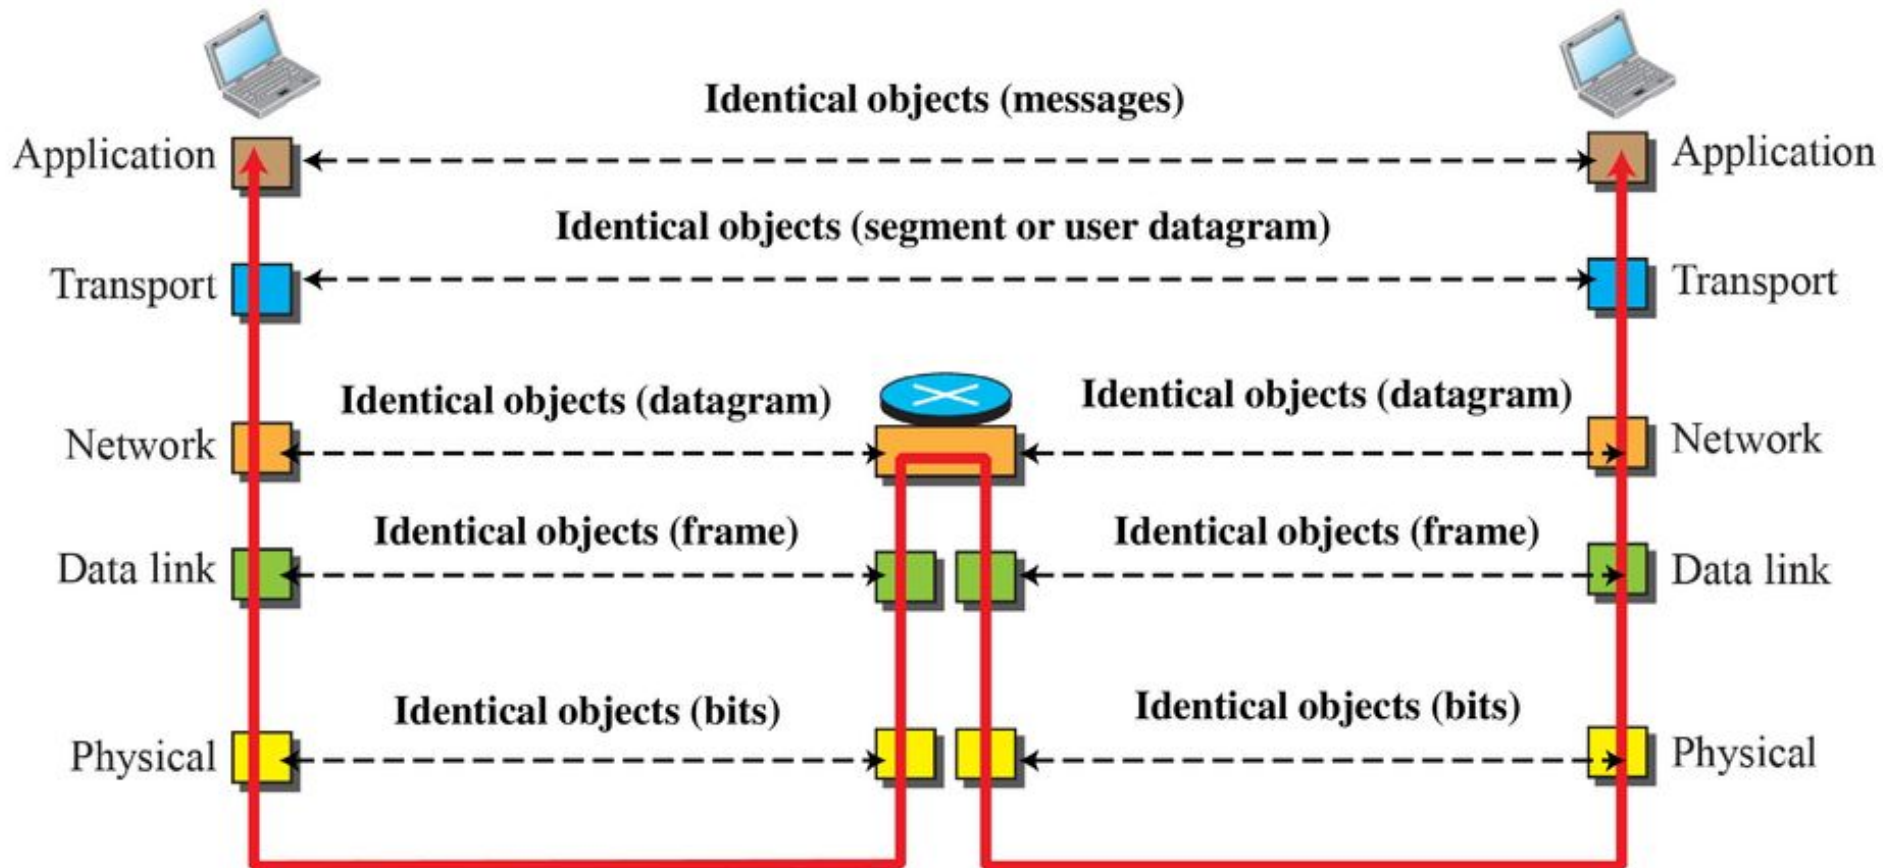 Identical objects (messages)
Application
Application
Identical objects (segment or user datagram)
Transport
Transport
Identical objects (datagram)
Identical objects (datagram)
Network
Network
Identical objects (frame)
Identical objects (frame)
Data link
Data link
Identical objects (bits)
Identical objects (bits)
Physical
Physical